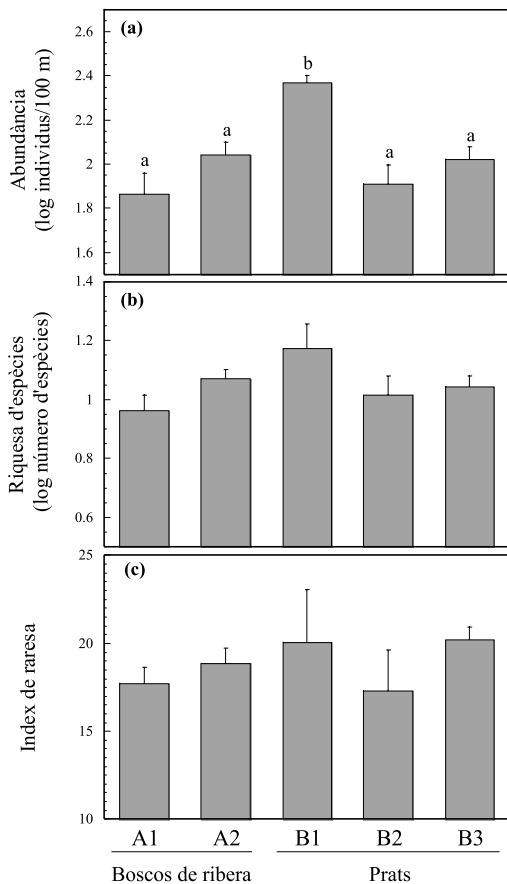 (a)
Abundància
(log individus/100 m)
2.6
2.4
2.2
2
1.8
1.6
a
a
b
a
a
(b)
Riquesa d'espècies
(log número d'espècies)
1.4
1.2
1
0.8
0.6
(c)
Index de raresa
25
20
15
10
A1
A2
B1
B2
B3
Boscos de ribera
Prats